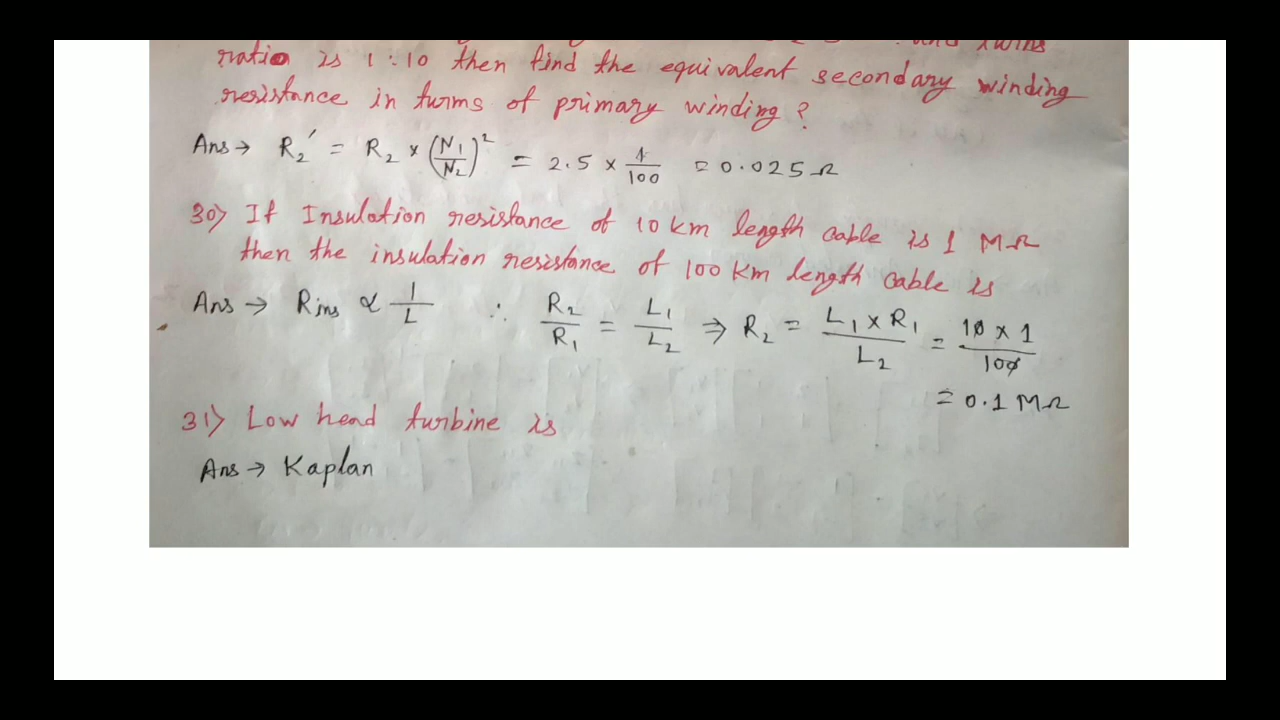 and turns
ratio is 1:10 then find the equivalent secondary winding
resistance in turms of primary winding?
Ans → R₂′ = R₂ × (N₁/N₂)² = 2.5 × 1/100 = 0.025 Ω
30) If Insulation resistance of 10 km length cable is 1 MΩ
then the insulation resistance of 100 Km length cable is
Ans → Rins ∝ 1/L ∴ R₂/R₁ = L₁/L₂ ⇒ R₂ = L₁ × R₁/L₂ = 10 × 1/100
= 0.1 MΩ
31) Low head turbine is
Ans → Kaplan